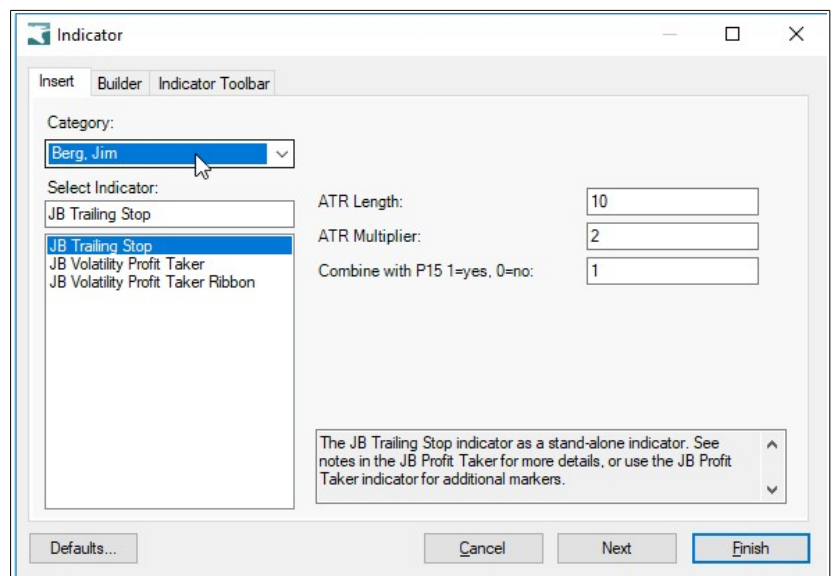 Indicator
Insert Builder Indicator Toolbar
Category:
Berg, Jim
Select Indicator:
JB Trailing Stop
JB Trailing Stop
JB Volatility Profit Taker
JB Volatility Profit Taker Ribbon
ATR Length: 10
ATR Multiplier: 2
Combine with P15 1=yes, 0=no: 1
The JB Trailing Stop indicator as a stand-alone indicator. See
notes in the JB Profit Taker for more details, or use the JB Profit
Taker indicator for additional markers.
Defaults... Cancel Next Finish